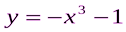 y = −x³ − 1